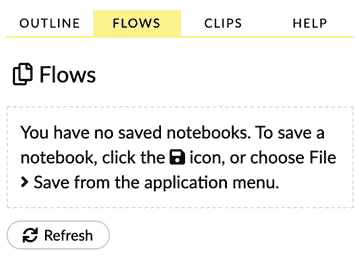 OUTLINE FLOWS CLIPS HELP
Flows
You have no saved notebooks. To save a
notebook, click the icon, or choose File
> Save from the application menu.
Refresh